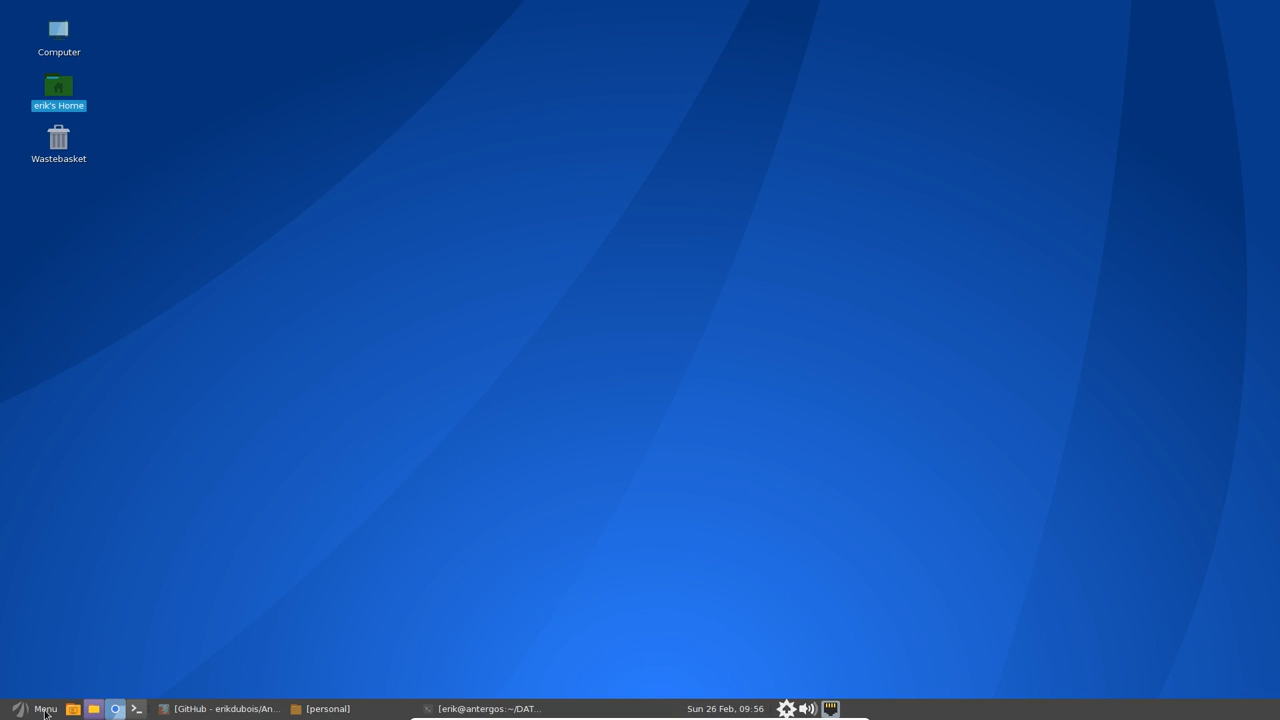 Computer
erik's Home
Wastebasket
Menu
[GitHub - erikdubois/An...
[personal]
[erik@antergos:~/DAT...
Sun 26 Feb, 09:56